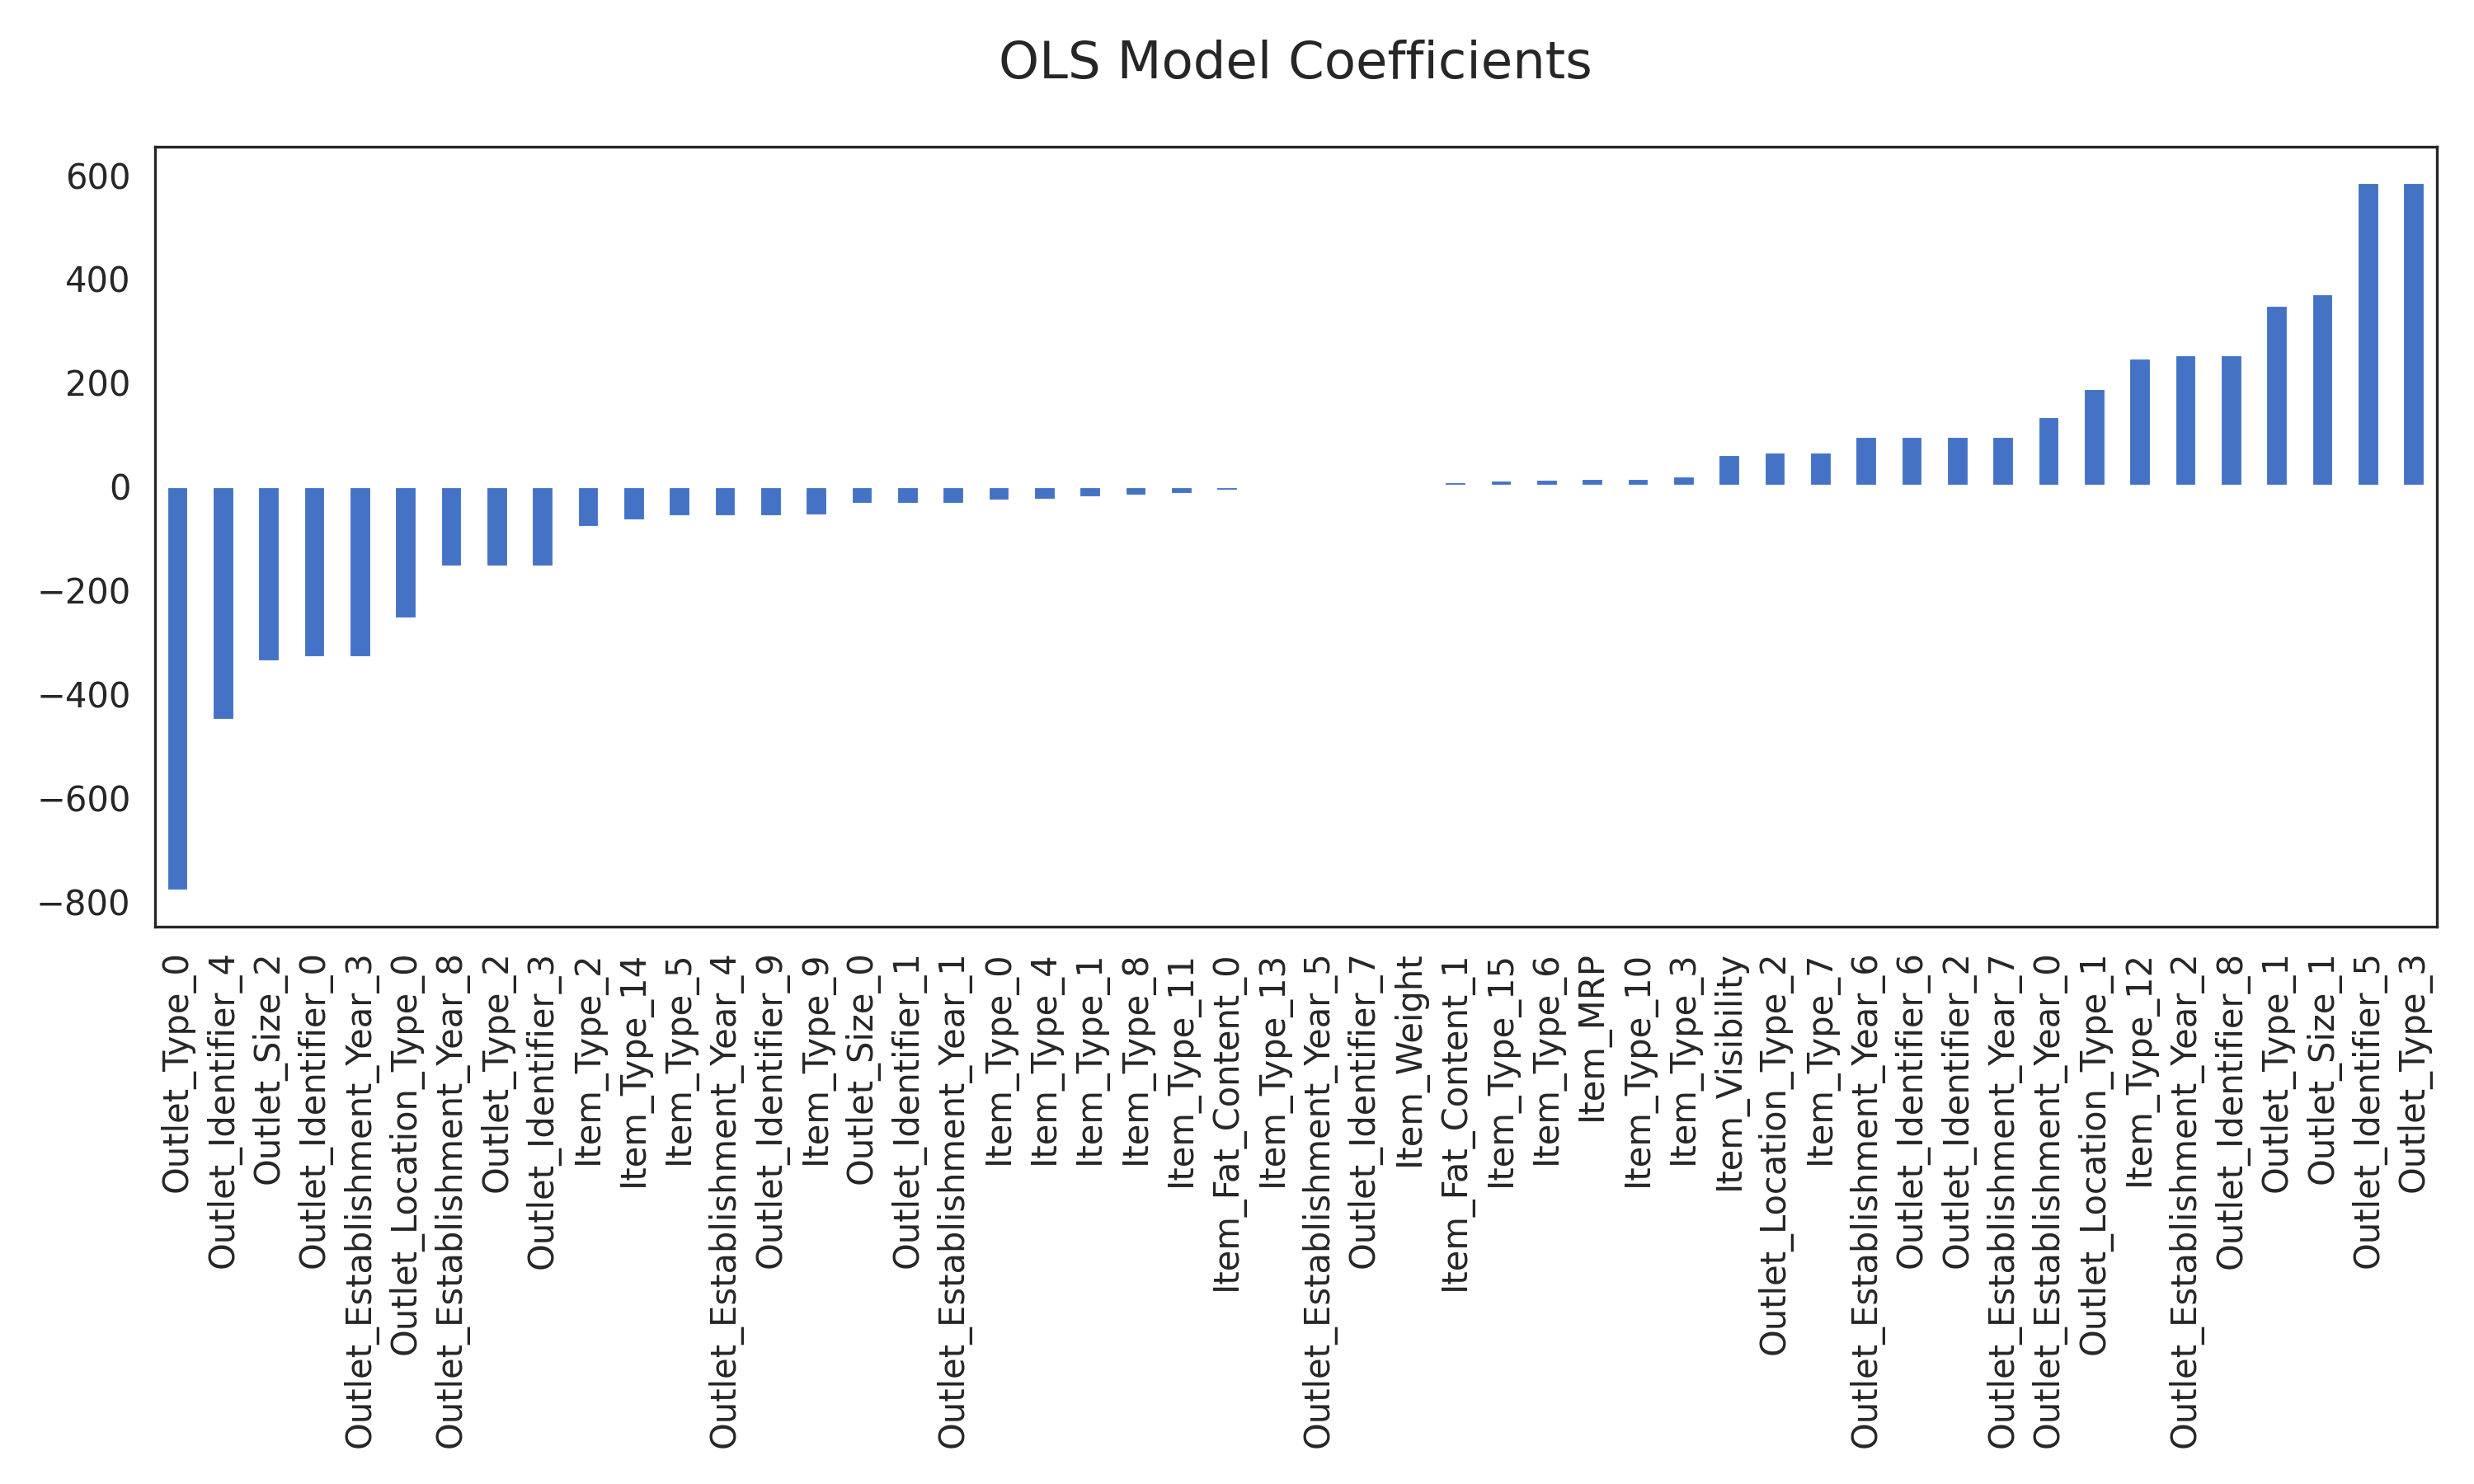 OLS Model Coefficients
600
400
200
0
−200
−400
−600
−800
Outlet_Type_0
Outlet_Identifier_4
Outlet_Size_2
Outlet_Identifier_0
Outlet_Establishment_Year_3
Outlet_Location_Type_0
Outlet_Establishment_Year_8
Outlet_Type_2
Outlet_Identifier_3
Item_Type_2
Item_Type_14
Item_Type_5
Outlet_Establishment_Year_4
Outlet_Identifier_9
Item_Type_9
Outlet_Size_0
Outlet_Identifier_1
Outlet_Establishment_Year_1
Item_Type_0
Item_Type_4
Item_Type_1
Item_Type_8
Item_Type_11
Item_Fat_Content_0
Item_Type_13
Outlet_Establishment_Year_5
Outlet_Identifier_7
Item_Weight
Item_Fat_Content_1
Item_Type_15
Item_Type_6
Item_MRP
Item_Type_10
Item_Type_3
Item_Visibility
Outlet_Location_Type_2
Item_Type_7
Outlet_Establishment_Year_6
Outlet_Identifier_6
Outlet_Identifier_2
Outlet_Establishment_Year_7
Outlet_Establishment_Year_0
Outlet_Location_Type_1
Item_Type_12
Outlet_Establishment_Year_2
Outlet_Identifier_8
Outlet_Type_1
Outlet_Size_1
Outlet_Identifier_5
Outlet_Type_3